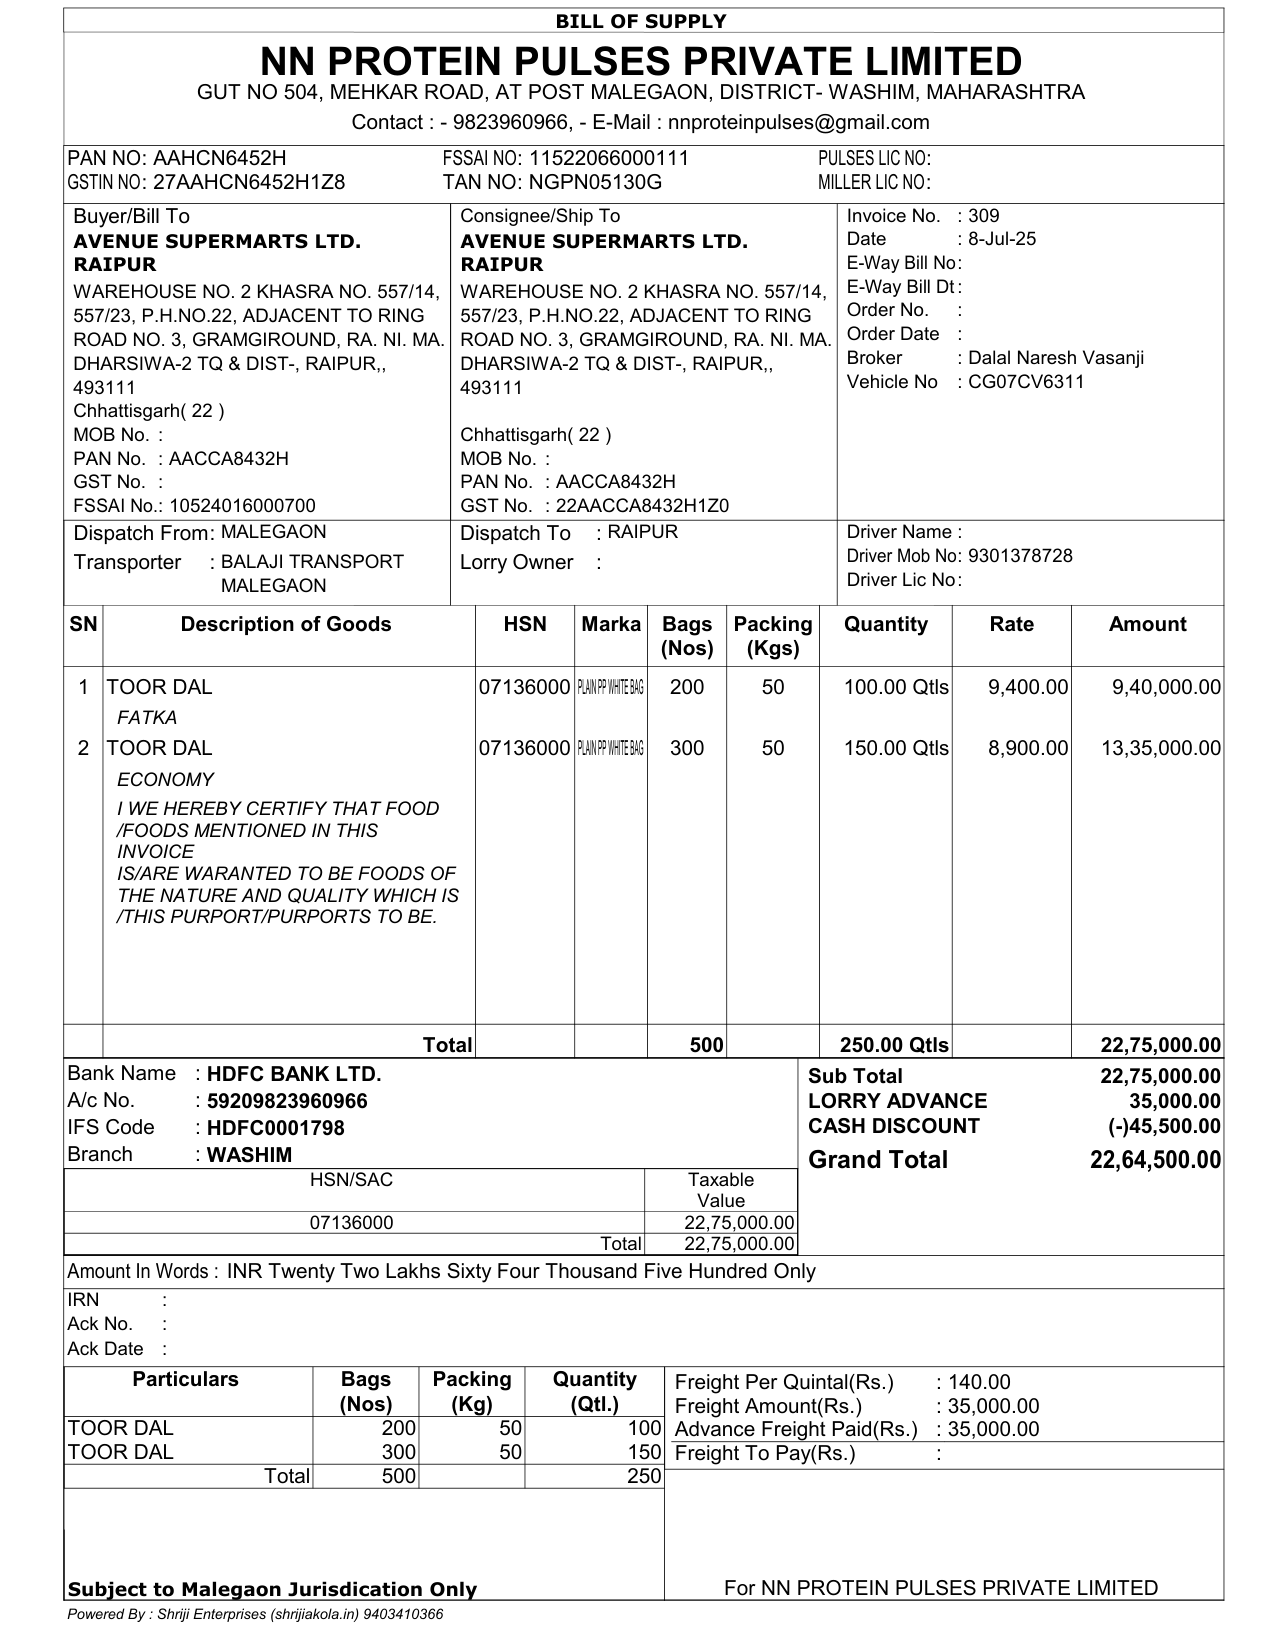 BILL OF SUPPLY
NN PROTEIN PULSES PRIVATE LIMITED
GUT NO 504, MEHKAR ROAD, AT POST MALEGAON, DISTRICT- WASHIM, MAHARASHTRA
Contact : - 9823960966, - E-Mail : nnproteinpulses@gmail.com
PAN NO: AAHCN6452H FSSAI NO: 11522066000111 PULSES LIC NO:
GSTIN NO: 27AAHCN6452H1Z8 TAN NO: NGPN05130G MILLER LIC NO:
Buyer/Bill To
AVENUE SUPERMARTS LTD.
RAIPUR
WAREHOUSE NO. 2 KHASRA NO. 557/14,
557/23, P.H.NO.22, ADJACENT TO RING
ROAD NO. 3, GRAMGIROUND, RA. NI. MA.
DHARSIWA-2 TQ & DIST-, RAIPUR,,
493111
Chhattisgarh( 22 )
MOB No. :
PAN No. : AACCA8432H
GST No. :
FSSAI No.: 10524016000700
Consignee/Ship To
AVENUE SUPERMARTS LTD.
RAIPUR
WAREHOUSE NO. 2 KHASRA NO. 557/14,
557/23, P.H.NO.22, ADJACENT TO RING
ROAD NO. 3, GRAMGIROUND, RA. NI. MA.
DHARSIWA-2 TQ & DIST-, RAIPUR,,
493111
Chhattisgarh( 22 )
MOB No. :
PAN No. : AACCA8432H
GST No. : 22AACCA8432H1Z0
Invoice No. : 309
Date : 8-Jul-25
E-Way Bill No:
E-Way Bill Dt :
Order No. :
Order Date :
Broker : Dalal Naresh Vasanji
Vehicle No : CG07CV6311
Dispatch From: MALEGAON
Transporter : BALAJI TRANSPORT
MALEGAON
Dispatch To : RAIPUR
Lorry Owner :
Driver Name :
Driver Mob No: 9301378728
Driver Lic No:
SN Description of Goods HSN Marka Bags Packing Quantity Rate Amount
(Nos) (Kgs)
1 TOOR DAL 07136000 PLAIN PP WHITE BAG 200 50 100.00 Qtls 9,400.00 9,40,000.00
FATKA
2 TOOR DAL 07136000 PLAIN PP WHITE BAG 300 50 150.00 Qtls 8,900.00 13,35,000.00
ECONOMY
I WE HEREBY CERTIFY THAT FOOD
/FOODS MENTIONED IN THIS
INVOICE
IS/ARE WARANTED TO BE FOODS OF
THE NATURE AND QUALITY WHICH IS
/THIS PURPORT/PURPORTS TO BE.
Total 500 250.00 Qtls 22,75,000.00
Bank Name : HDFC BANK LTD.
A/c No. : 59209823960966
IFS Code : HDFC0001798
Branch : WASHIM
Sub Total 22,75,000.00
LORRY ADVANCE 35,000.00
CASH DISCOUNT (-)45,500.00
Grand Total 22,64,500.00
HSN/SAC Taxable
Value
07136000 22,75,000.00
Total 22,75,000.00
Amount In Words : INR Twenty Two Lakhs Sixty Four Thousand Five Hundred Only
IRN :
Ack No. :
Ack Date :
Particulars Bags Packing Quantity
(Nos) (Kg) (Qtl.)
TOOR DAL 200 50 100
TOOR DAL 300 50 150
Total 500 250
Freight Per Quintal(Rs.) : 140.00
Freight Amount(Rs.) : 35,000.00
Advance Freight Paid(Rs.) : 35,000.00
Freight To Pay(Rs.) :
Subject to Malegaon Jurisdication Only
For NN PROTEIN PULSES PRIVATE LIMITED
Powered By : Shriji Enterprises (shrijiakola.in) 9403410366